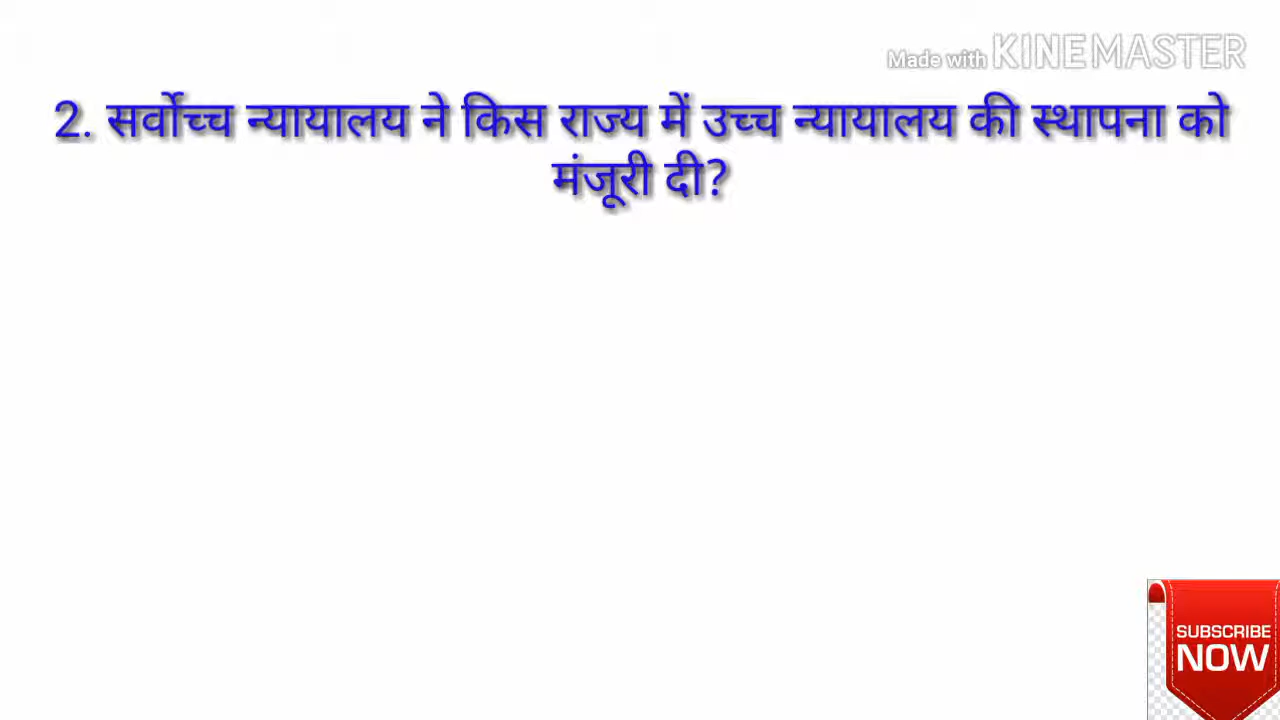 Made with KINEMASTER
2. सर्वोच्च न्यायालय ने किस राज्य में उच्च न्यायालय की स्थापना को
मंजूरी दी?
SUBSCRIBE
NOW